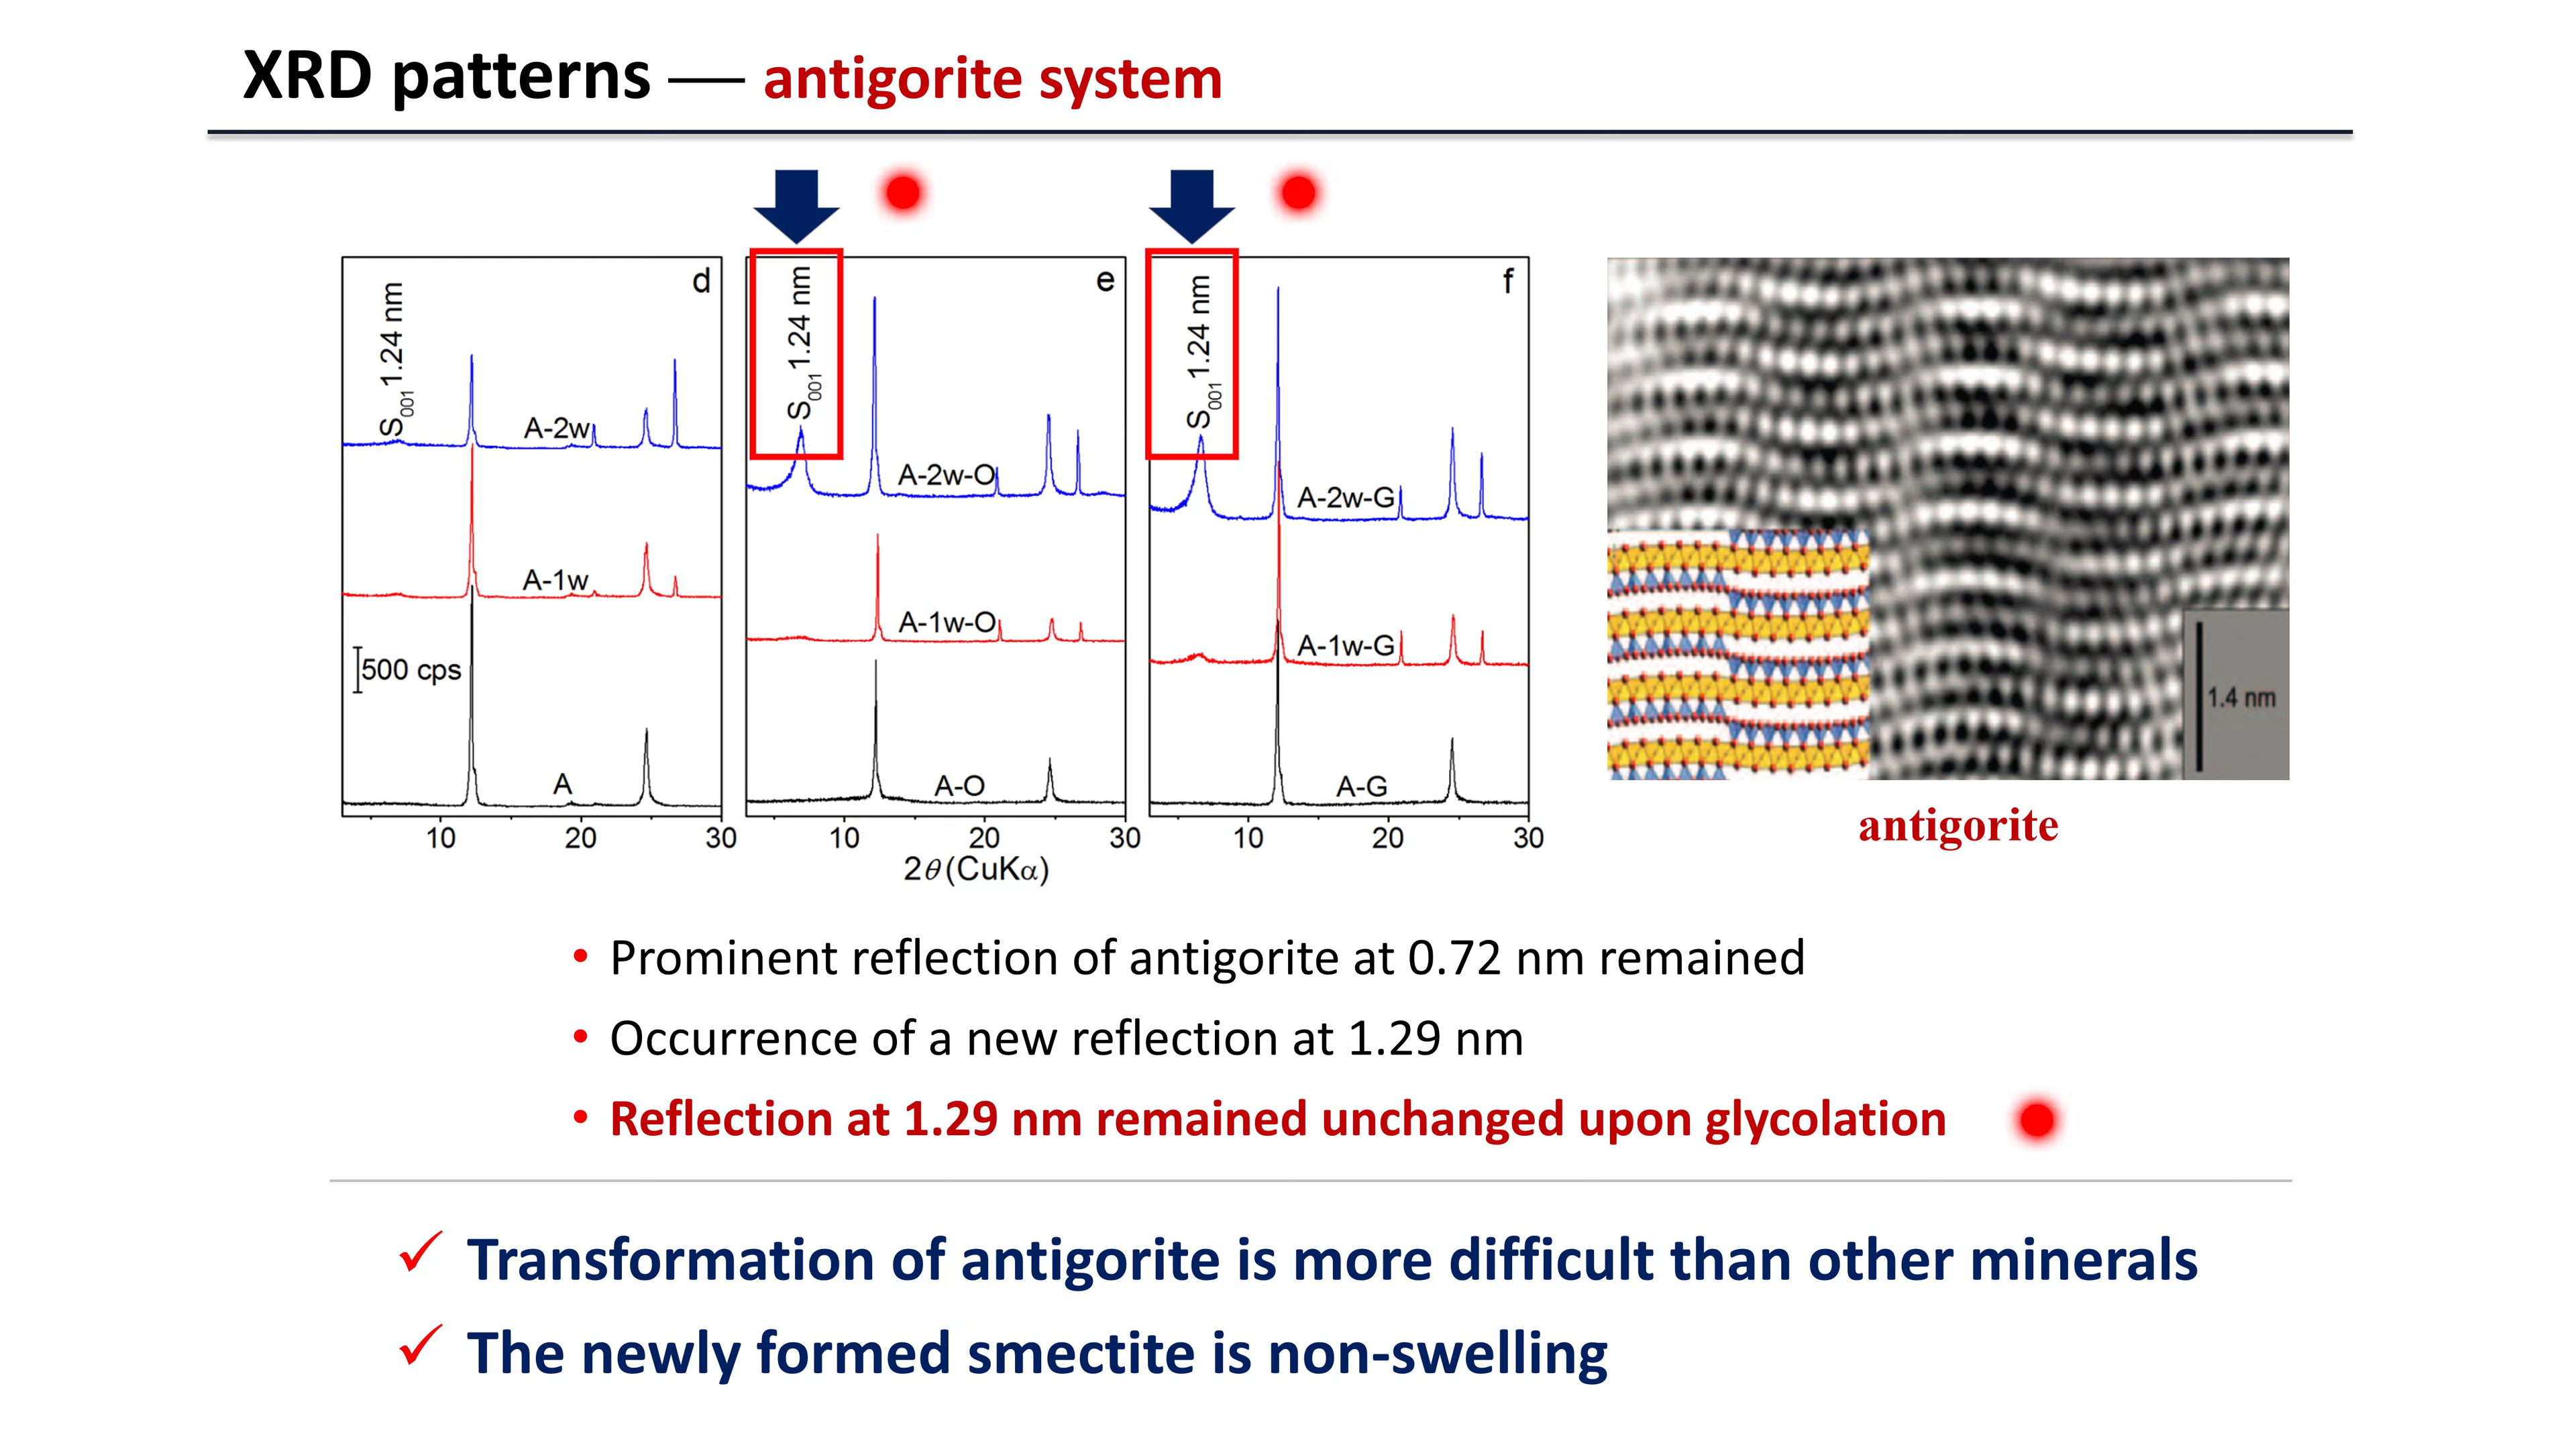 XRD patterns — antigorite system
S001 1.24 nm
d
A-2w
A-1w
500 cps
A
10 20 30
S001 1.24 nm
e
A-2w-O
A-1w-O
A-O
10 20 30
2θ (CuKα)
S001 1.24 nm
f
A-2w-G
A-1w-G
A-G
10 20 30
1.4 nm
antigorite
• Prominent reflection of antigorite at 0.72 nm remained
• Occurrence of a new reflection at 1.29 nm
• Reflection at 1.29 nm remained unchanged upon glycolation
✓ Transformation of antigorite is more difficult than other minerals
✓ The newly formed smectite is non-swelling